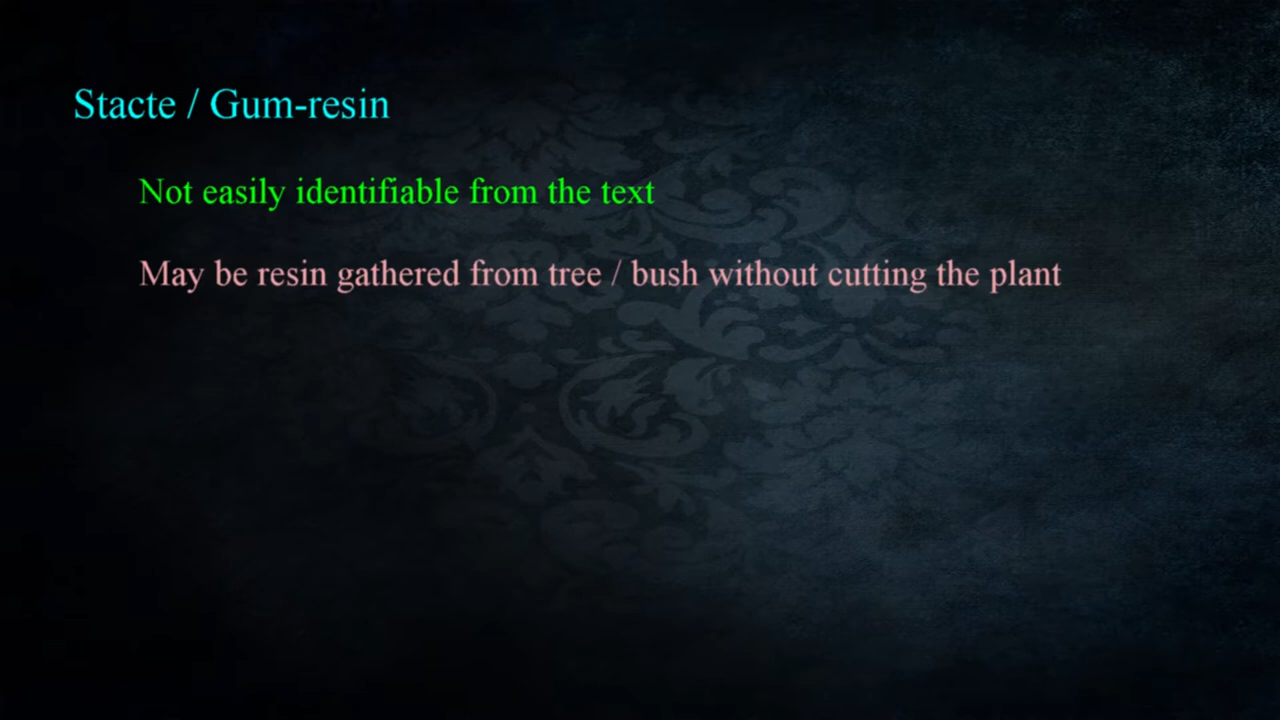 Stacte / Gum-resin
Not easily identifiable from the text
May be resin gathered from tree / bush without cutting the plant